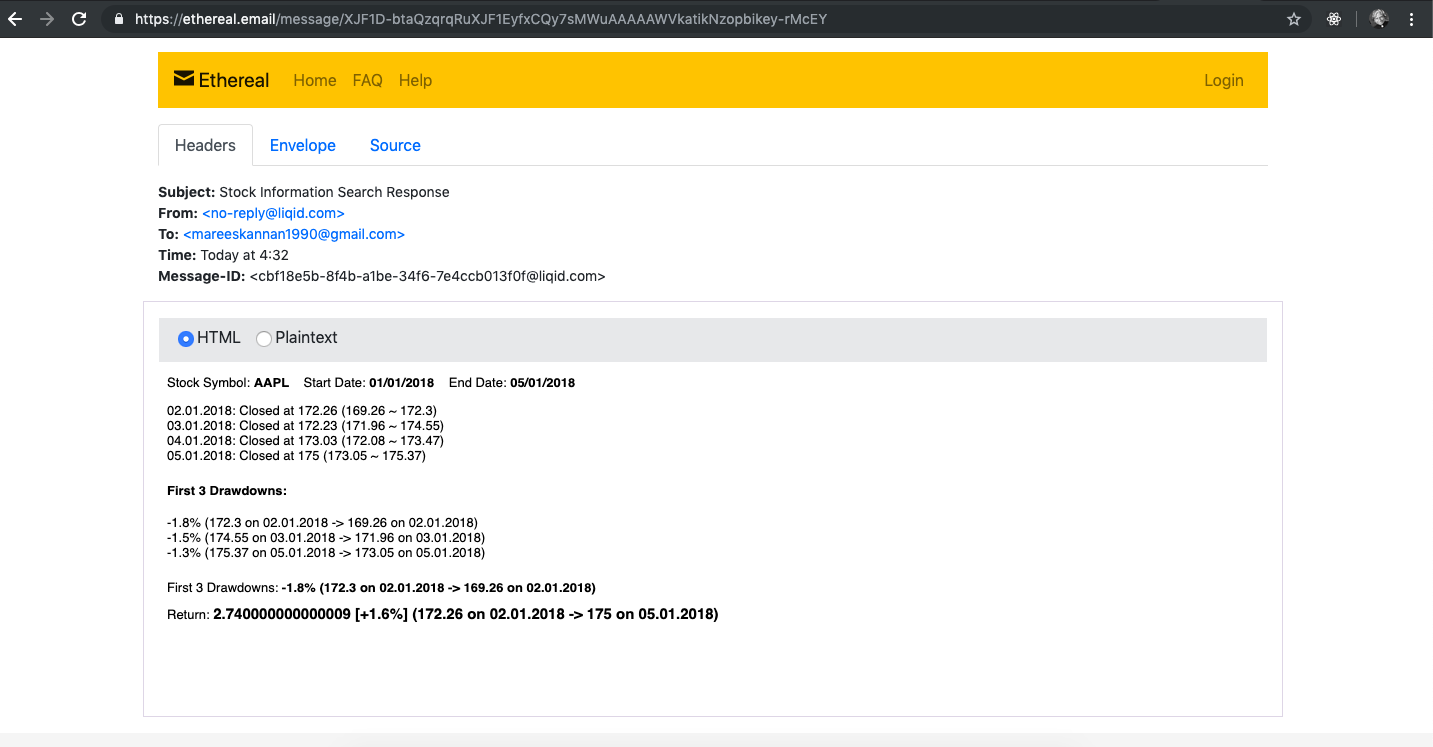 https://ethereal.email/message/XJF1D-btaQzqrqRuXJF1EyfxCQy7sMWuAAAAAWVkatikNzopbikey-rMcEY
Ethereal Home FAQ Help Login
Headers Envelope Source
Subject: Stock Information Search Response
From: <no-reply@liqid.com>
To: <mareeskannan1990@gmail.com>
Time: Today at 4:32
Message-ID: <cbf18e5b-8f4b-a1be-34f6-7e4ccb013f0f@liqid.com>
HTML Plaintext
Stock Symbol: AAPL Start Date: 01/01/2018 End Date: 05/01/2018
02.01.2018: Closed at 172.26 (169.26 ~ 172.3)
03.01.2018: Closed at 172.23 (171.96 ~ 174.55)
04.01.2018: Closed at 173.03 (172.08 ~ 173.47)
05.01.2018: Closed at 175 (173.05 ~ 175.37)
First 3 Drawdowns:
-1.8% (172.3 on 02.01.2018 -> 169.26 on 02.01.2018)
-1.5% (174.55 on 03.01.2018 -> 171.96 on 03.01.2018)
-1.3% (175.37 on 05.01.2018 -> 173.05 on 05.01.2018)
First 3 Drawdowns: -1.8% (172.3 on 02.01.2018 -> 169.26 on 02.01.2018)
Return: 2.740000000000009 [+1.6%] (172.26 on 02.01.2018 -> 175 on 05.01.2018)